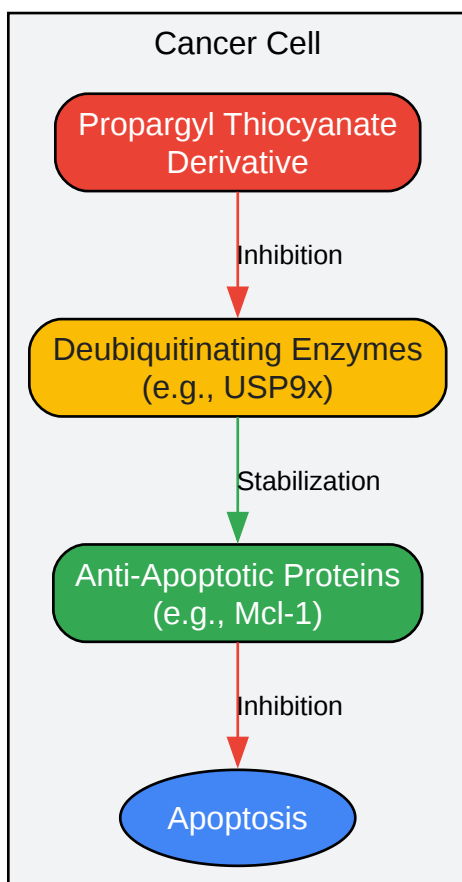 Cancer Cell
Propargyl Thiocyanate
Derivative
Inhibition
Deubiquitinating Enzymes
(e.g., USP9x)
Stabilization
Anti-Apoptotic Proteins
(e.g., Mcl-1)
Inhibition
Apoptosis